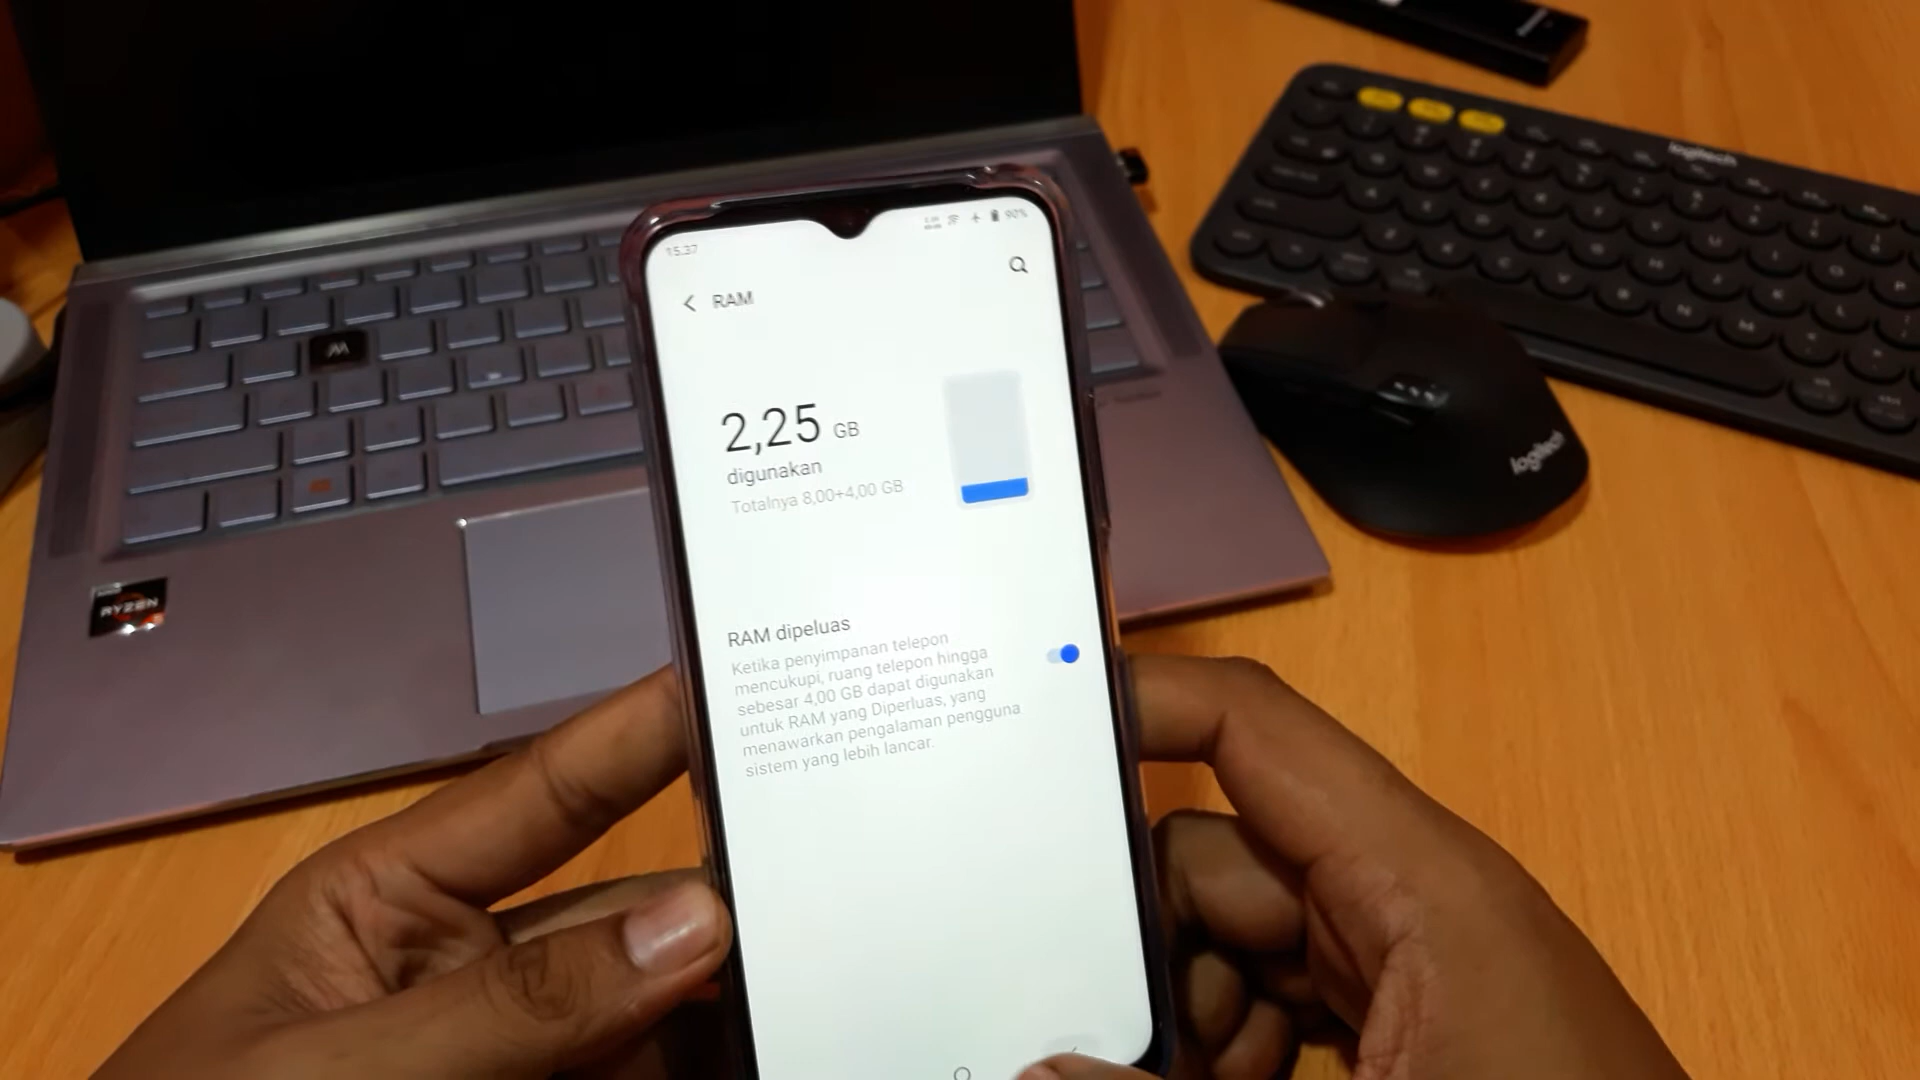 15.37
90%
RAM
2,25 GB
digunakan
Totalnya 8,00+4,00 GB
RAM dipeluas
Ketika penyimpanan telepon
mencukupi, ruang telepon hingga
sebesar 4,00 GB dapat digunakan
untuk RAM yang Diperluas, yang
menawarkan pengalaman pengguna
sistem yang lebih lancar.
RYZEN
logitech
logitech